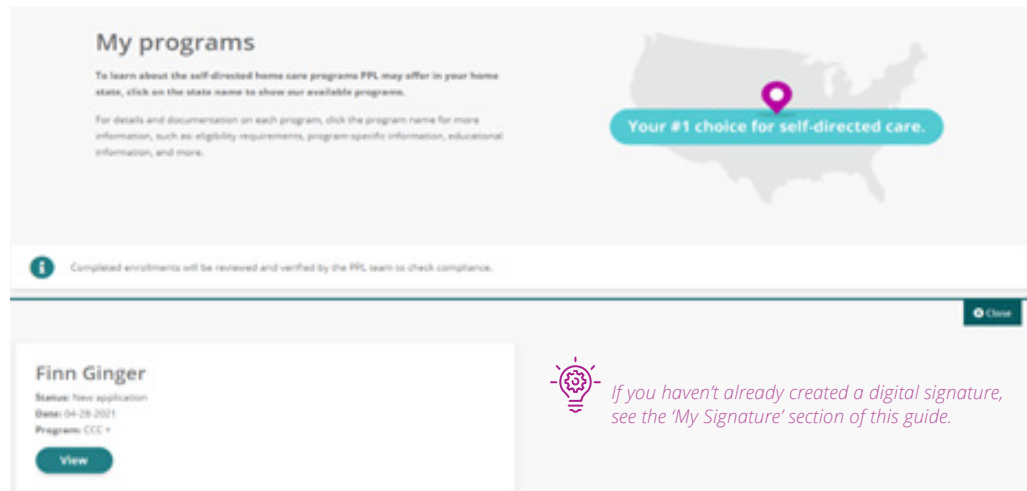 My programs
To learn about the self-directed home care programs PPL may offer in your home
state, click on the state name to show our available programs.
For details and documentation on each program, click the program name for more
information, such as: eligibility requirements, program-specific information, educational
information, and more.
Your #1 choice for self-directed care.
Completed enrollments will be reviewed and verified by the PPL team to check compliance.
Close
Finn Ginger
Status: New application
Date: 04-28-2021
Program: CCC +
View
If you haven't already created a digital signature,
see the 'My Signature' section of this guide.